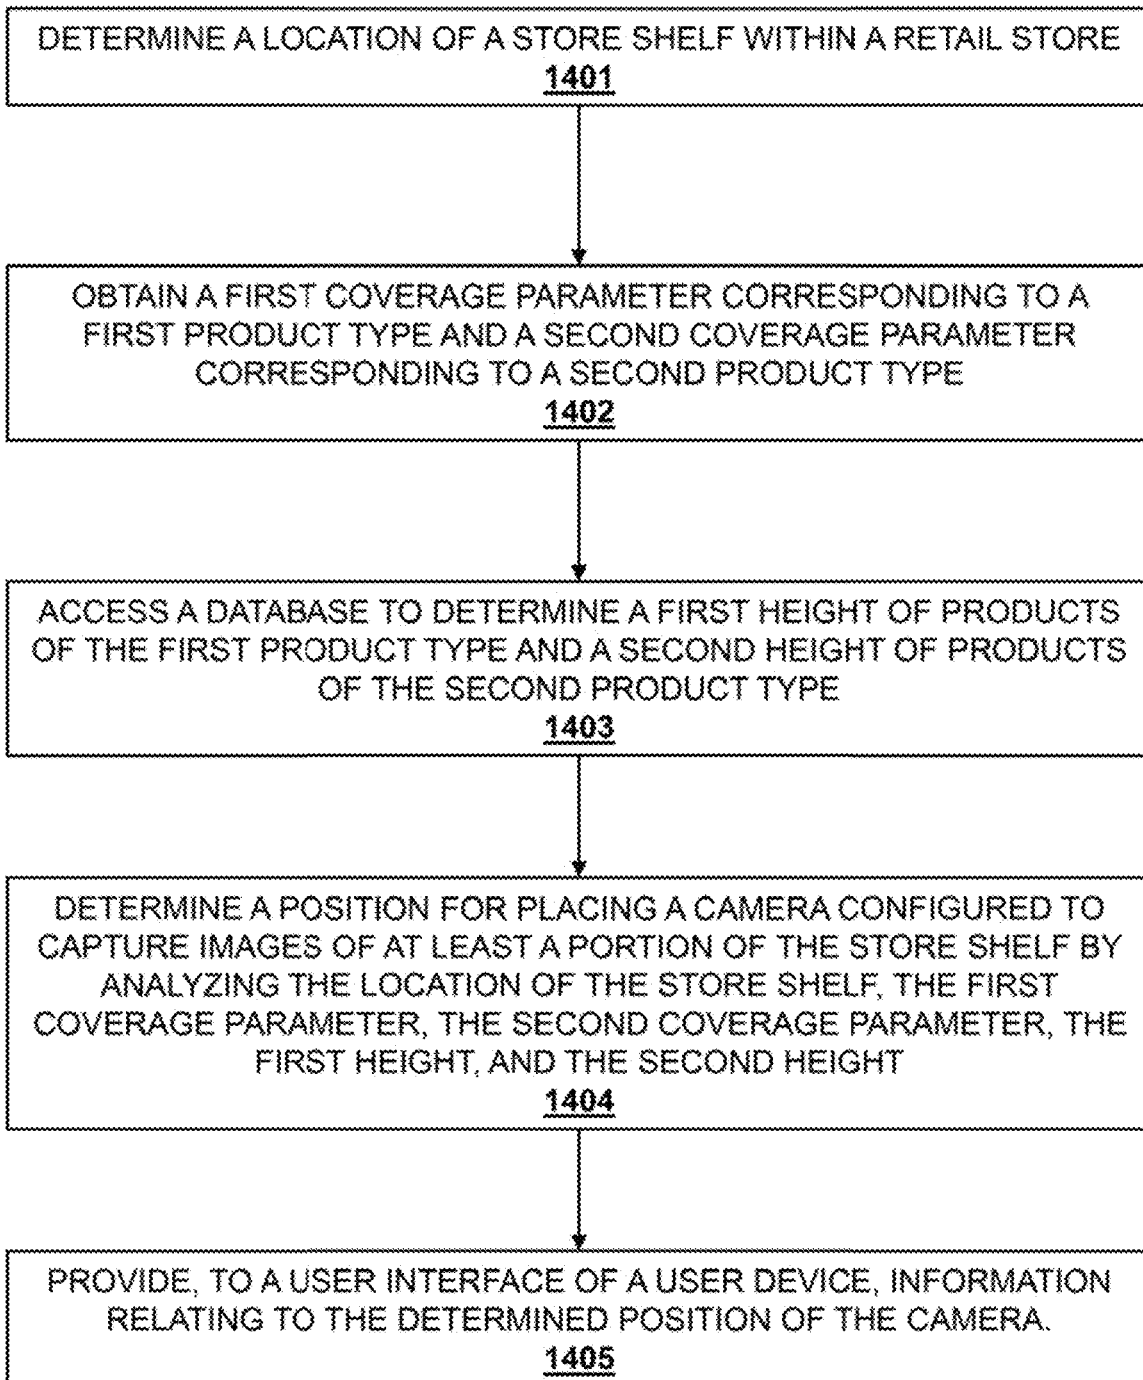 DETERMINE A LOCATION OF A STORE SHELF WITHIN A RETAIL STORE
1401
OBTAIN A FIRST COVERAGE PARAMETER CORRESPONDING TO A
FIRST PRODUCT TYPE AND A SECOND COVERAGE PARAMETER
CORRESPONDING TO A SECOND PRODUCT TYPE
1402
ACCESS A DATABASE TO DETERMINE A FIRST HEIGHT OF PRODUCTS
OF THE FIRST PRODUCT TYPE AND A SECOND HEIGHT OF PRODUCTS
OF THE SECOND PRODUCT TYPE
1403
DETERMINE A POSITION FOR PLACING A CAMERA CONFIGURED TO
CAPTURE IMAGES OF AT LEAST A PORTION OF THE STORE SHELF BY
ANALYZING THE LOCATION OF THE STORE SHELF, THE FIRST
COVERAGE PARAMETER, THE SECOND COVERAGE PARAMETER, THE
FIRST HEIGHT, AND THE SECOND HEIGHT
1404
PROVIDE, TO A USER INTERFACE OF A USER DEVICE, INFORMATION
RELATING TO THE DETERMINED POSITION OF THE CAMERA.
1405